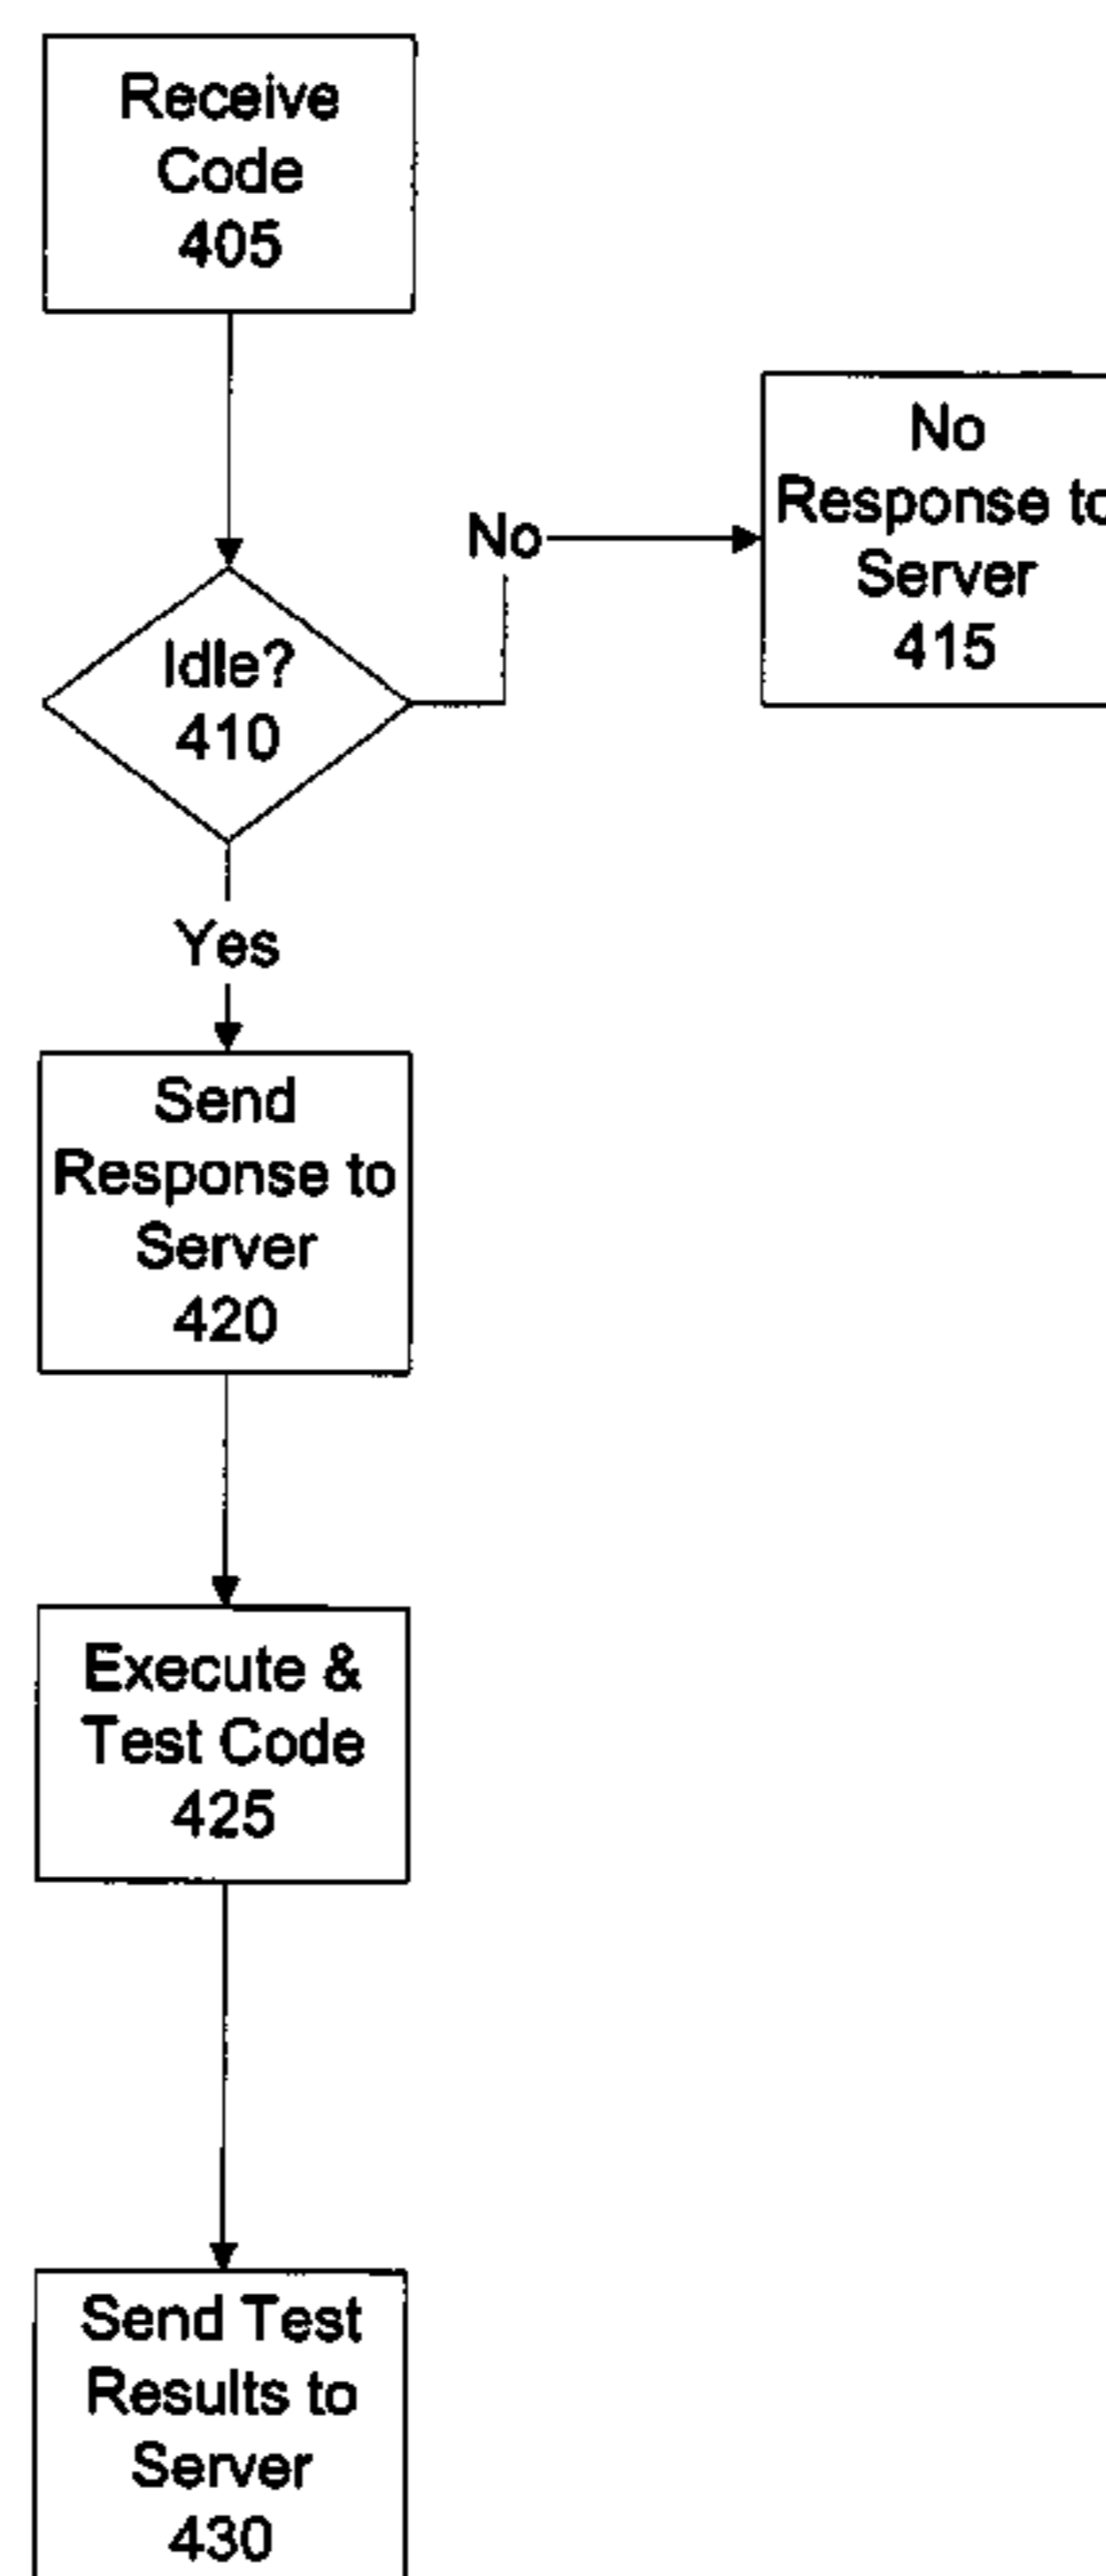 Receive
Code
405
Idle?
410
No
No
Response to
Server
415
Yes
Send
Response to
Server
420
Execute &
Test Code
425
Send Test
Results to
Server
430